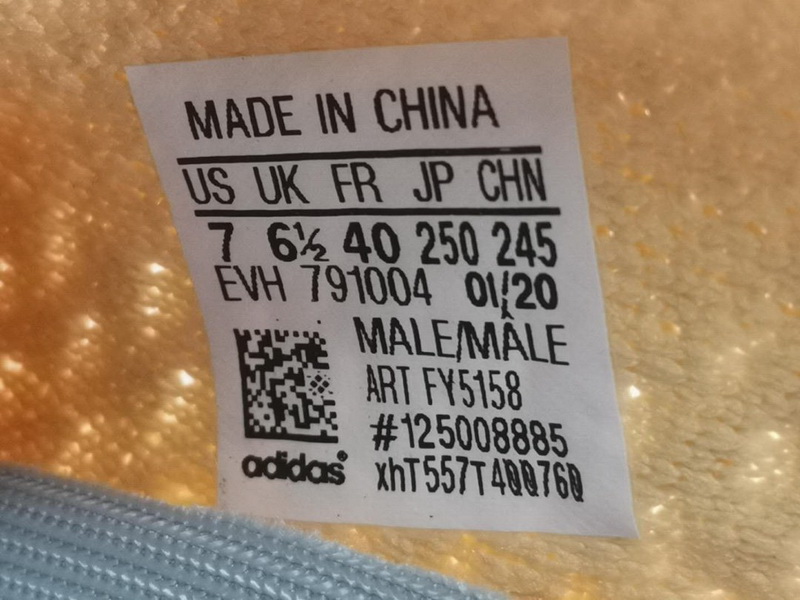 MADE IN CHINA
US UK FR JP CHN
7 6½ 40 250 245
EVH 791004 01/20
MALE/MÂLE
ART FY5158
#125008885
adidas®
xhT557T400760